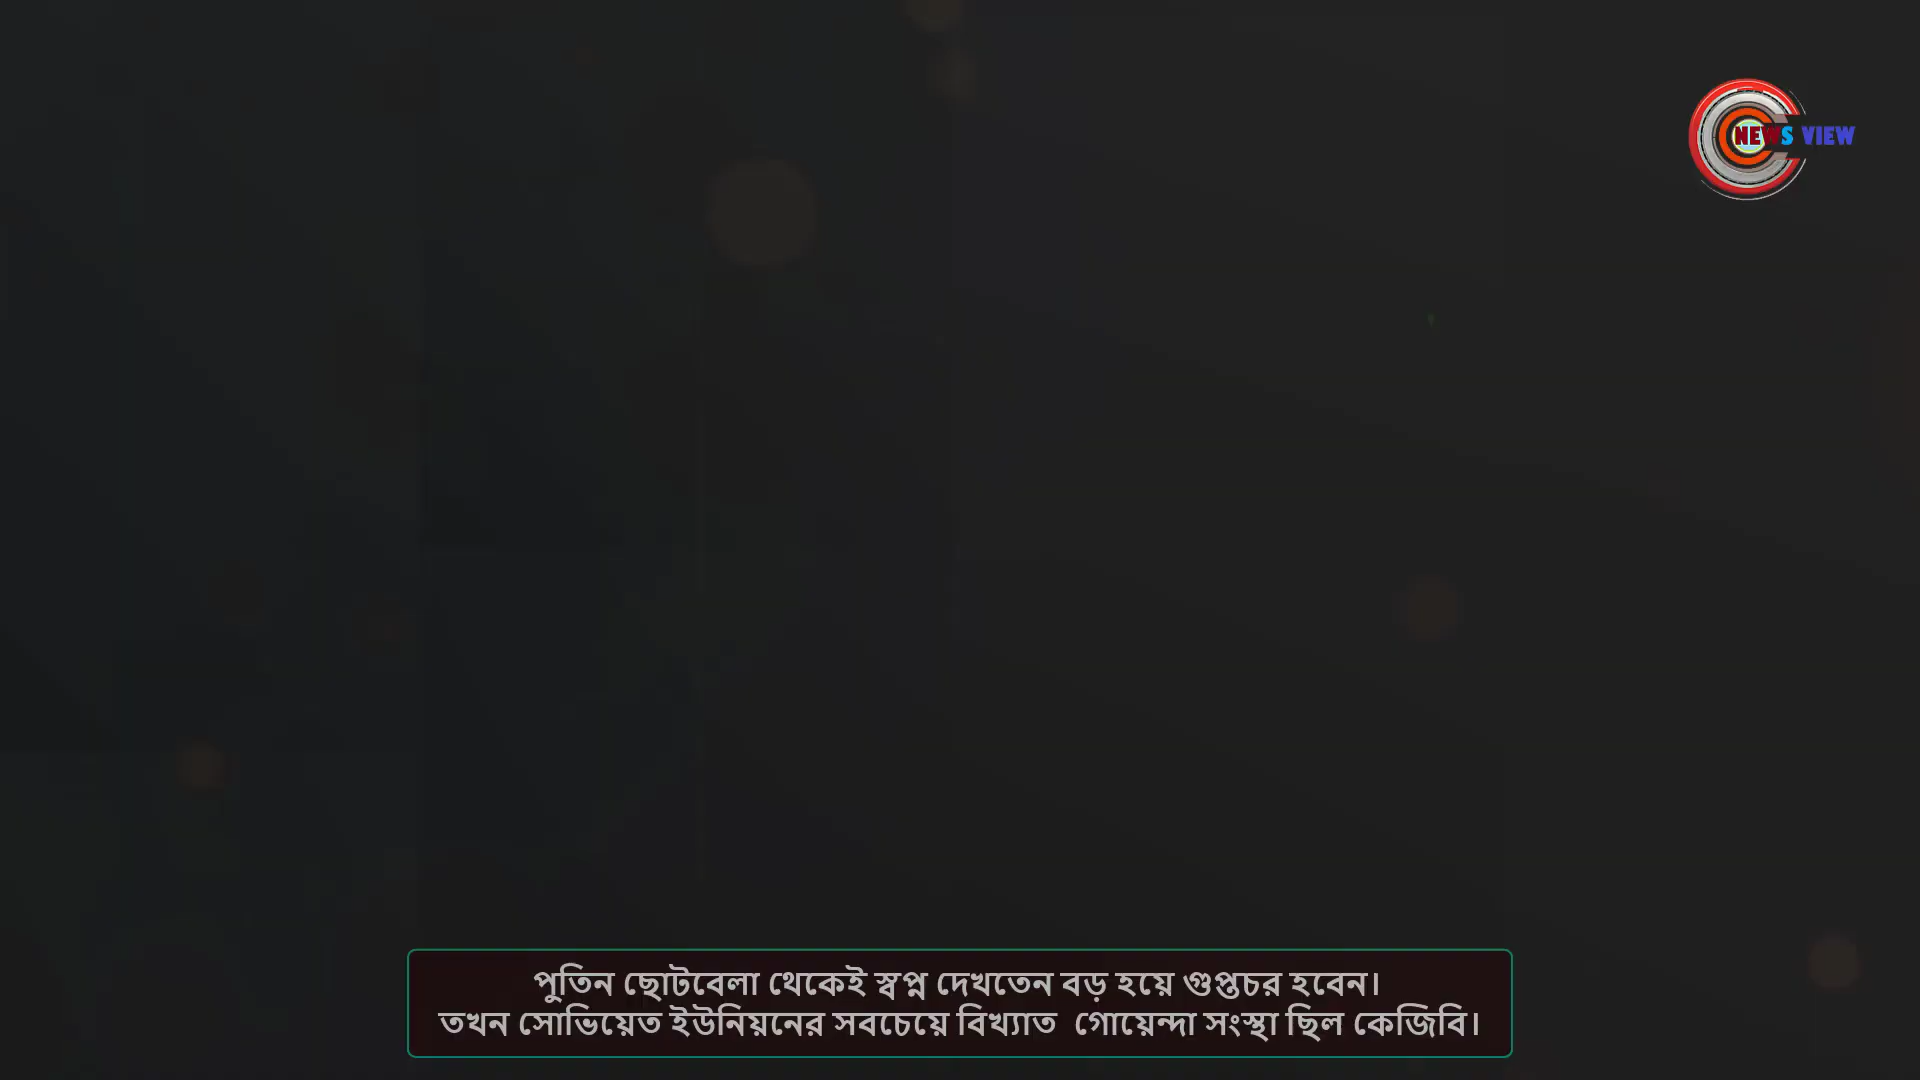 NEWS VIEW
পুতিন ছোটবেলা থেকেই স্বপ্ন দেখতেন বড় হয়ে গুপ্তচর হবেন।
তখন সোভিয়েত ইউনিয়নের সবচেয়ে বিখ্যাত  গোয়েন্দা সংস্থা ছিল কেজিবি।